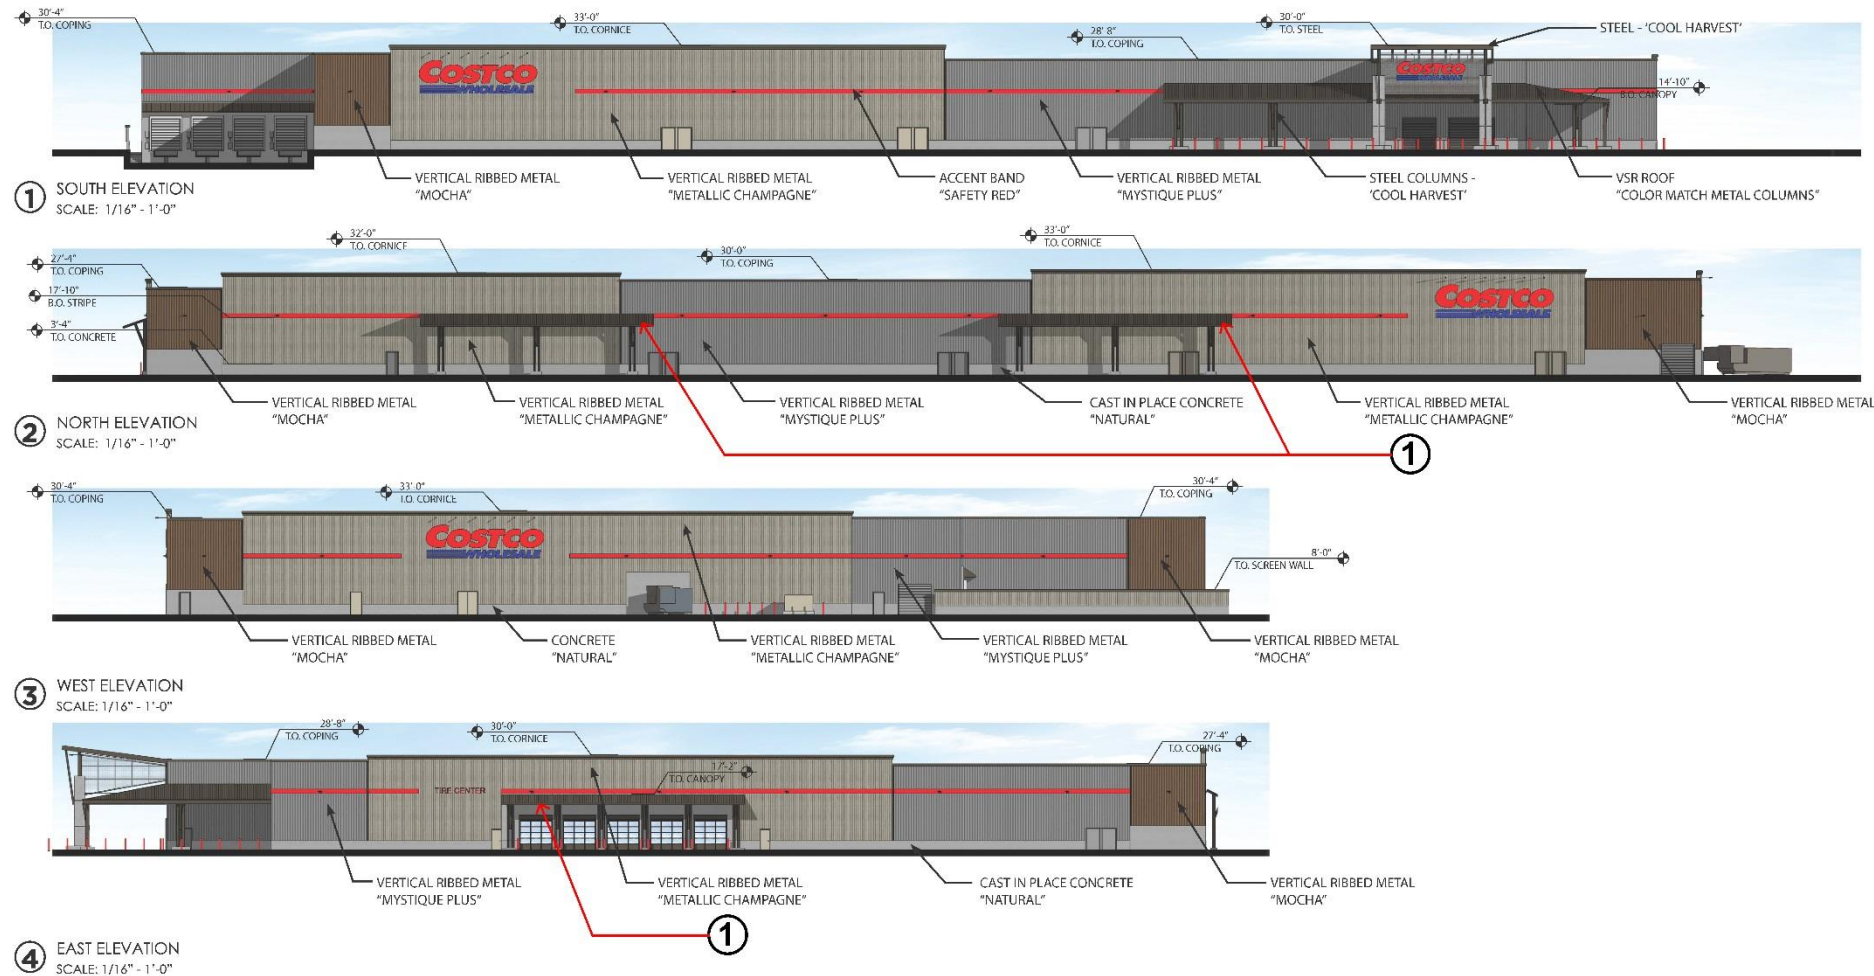 30'-4"
T.O. COPING
33'-0"
T.O. CORNICE
28' 8"
T.O. COPING
30'-0"
T.O. STEEL
STEEL - 'COOL HARVEST'
14'-10"
B.O. CANOPY
COSTCO
WHOLESALE
COSTCO
WHOLESALE
VERTICAL RIBBED METAL
"MOCHA"
VERTICAL RIBBED METAL
"METALLIC CHAMPAGNE"
ACCENT BAND
"SAFETY RED"
VERTICAL RIBBED METAL
"MYSTIQUE PLUS"
STEEL COLUMNS -
'COOL HARVEST'
VSR ROOF
"COLOR MATCH METAL COLUMNS"
1 SOUTH ELEVATION
SCALE: 1/16" - 1'-0"
27'-4"
T.O. COPING
17'-10"
B.O. STRIPE
3'-4"
T.O. CONCRETE
32'-0"
T.O. CORNICE
30'-0"
T.O. COPING
33'-0"
T.O. CORNICE
COSTCO
WHOLESALE
VERTICAL RIBBED METAL
"MOCHA"
VERTICAL RIBBED METAL
"METALLIC CHAMPAGNE"
VERTICAL RIBBED METAL
"MYSTIQUE PLUS"
CAST IN PLACE CONCRETE
"NATURAL"
VERTICAL RIBBED METAL
"METALLIC CHAMPAGNE"
VERTICAL RIBBED METAL
"MOCHA"
2 NORTH ELEVATION
SCALE: 1/16" - 1'-0"
1
30'-4"
T.O. COPING
33'-0"
T.O. CORNICE
30'-4"
T.O. COPING
8'-0"
T.O. SCREEN WALL
COSTCO
WHOLESALE
VERTICAL RIBBED METAL
"MOCHA"
CONCRETE
"NATURAL"
VERTICAL RIBBED METAL
"METALLIC CHAMPAGNE"
VERTICAL RIBBED METAL
"MYSTIQUE PLUS"
VERTICAL RIBBED METAL
"MOCHA"
3 WEST ELEVATION
SCALE: 1/16" - 1'-0"
28'-8"
T.O. COPING
30'-0"
T.O. CORNICE
17'-2"
T.O. CANOPY
27'-4"
T.O. COPING
TIRE CENTER
VERTICAL RIBBED METAL
"MYSTIQUE PLUS"
VERTICAL RIBBED METAL
"METALLIC CHAMPAGNE"
CAST IN PLACE CONCRETE
"NATURAL"
VERTICAL RIBBED METAL
"MOCHA"
1
4 EAST ELEVATION
SCALE: 1/16" - 1'-0"